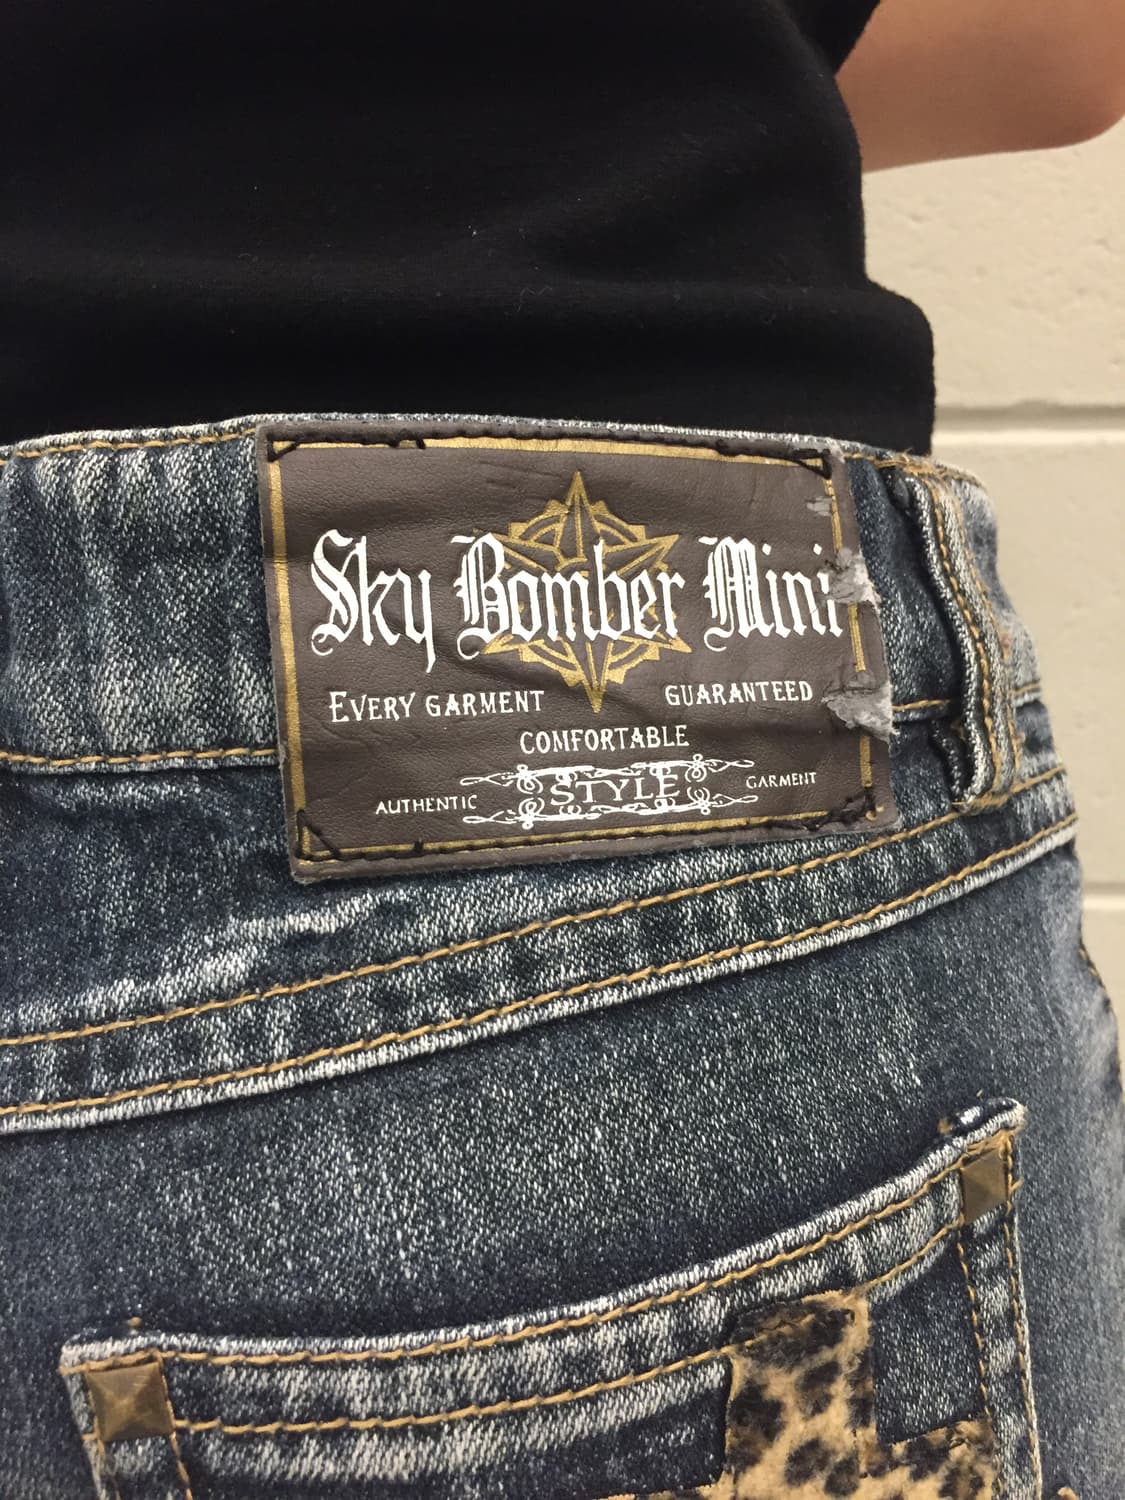 Sky Bomber Mini
EVERY GARMENT GUARANTEED
COMFORTABLE
AUTHENTIC STYLE GARMENT